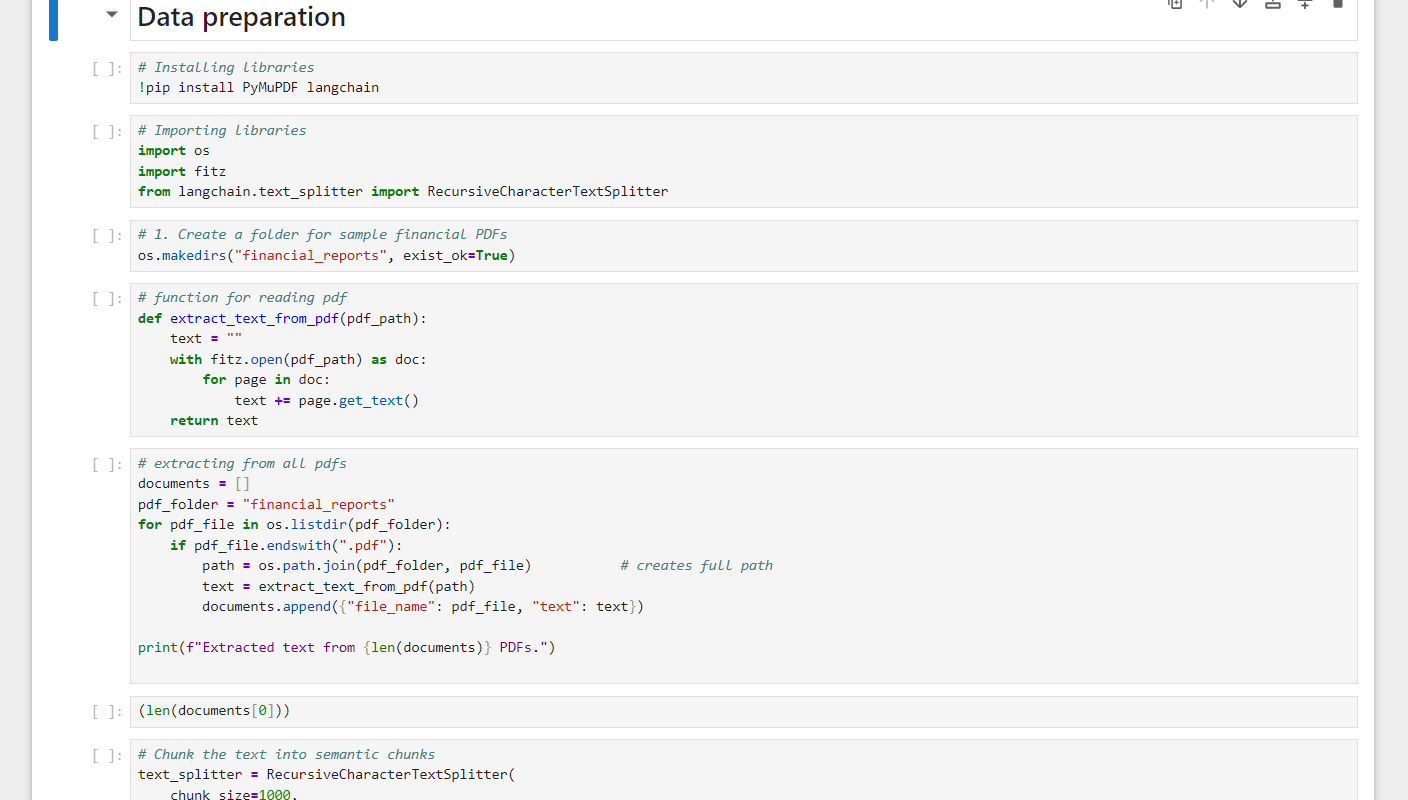 Data preparation
[ ]:
# Installing libraries
!pip install PyMuPDF langchain
[ ]:
# Importing libraries
import os
import fitz
from langchain.text_splitter import RecursiveCharacterTextSplitter
[ ]:
# 1. Create a folder for sample financial PDFs
os.makedirs("financial_reports", exist_ok=True)
[ ]:
# function for reading pdf
def extract_text_from_pdf(pdf_path):
    text = ""
    with fitz.open(pdf_path) as doc:
        for page in doc:
            text += page.get_text()
    return text
[ ]:
# extracting from all pdfs
documents = []
pdf_folder = "financial_reports"
for pdf_file in os.listdir(pdf_folder):
    if pdf_file.endswith(".pdf"):
        path = os.path.join(pdf_folder, pdf_file)           # creates full path
        text = extract_text_from_pdf(path)
        documents.append({"file_name": pdf_file, "text": text})
print(f"Extracted text from {len(documents)} PDFs.")
[ ]:
(len(documents[0]))
[ ]:
# Chunk the text into semantic chunks
text_splitter = RecursiveCharacterTextSplitter(
    chunk_size=1000,